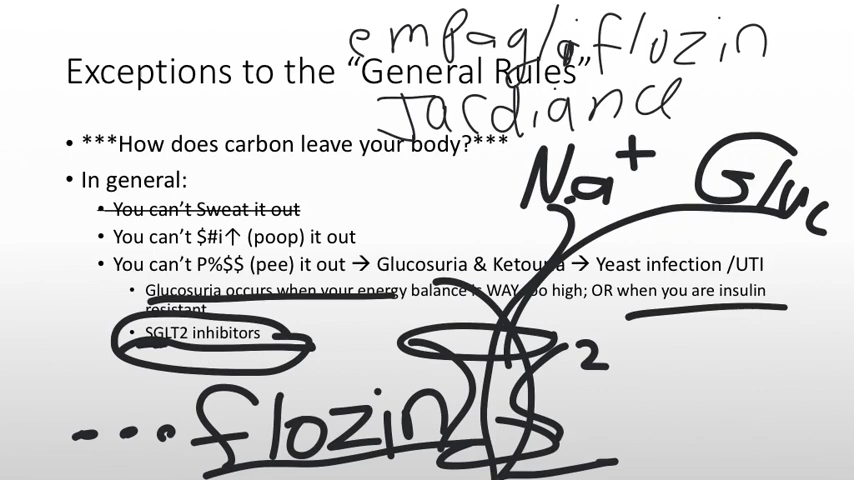 empagliflozin
Exceptions to the “General Rules”
Jardiance
• ***How does carbon leave your body?***
Na+ Gluc
• In general:
• You can’t Sweat it out
• You can’t $#i↑ (poop) it out
• You can’t P%$$ (pee) it out → Glucosuria & Ketouria → Yeast infection /UTI
• Glucosuria occurs when your energy balance is WAY too high; OR when you are insulin
resistant
• SGLT2 inhibitors
2
...flozin